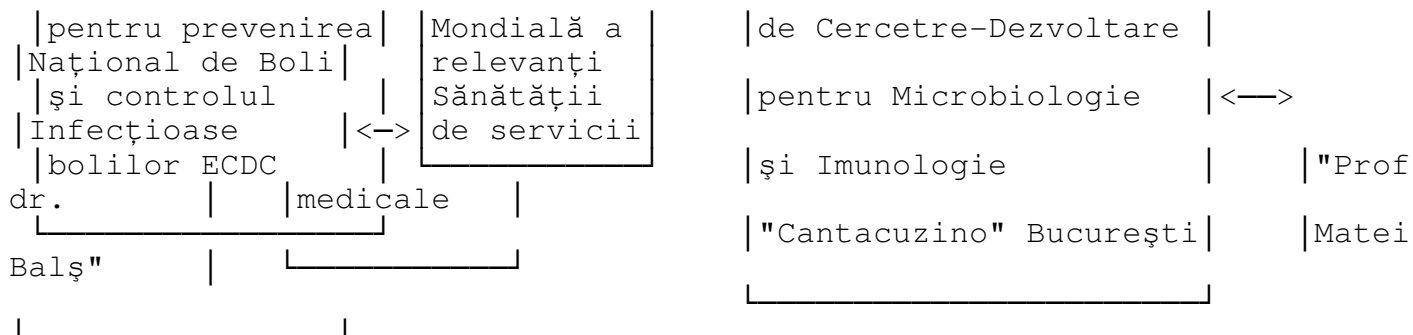 |pentru prevenirea| |Mondială a | |de Cercetre-Dezvoltare |
|Naţional de Boli| |relevanţi |
|şi controlul | |Sănătăţii |pentru Microbiologie |<──>
|Infecţioase |<─>|de servicii|
|bolilor ECDC | └───────────┘ |şi Imunologie | |"Prof
dr. | |medicale |
└─────────────────┘ |"Cantacuzino" Bucureşti| |Matei
Balş" | └───────────┘
└───────────────────────┘